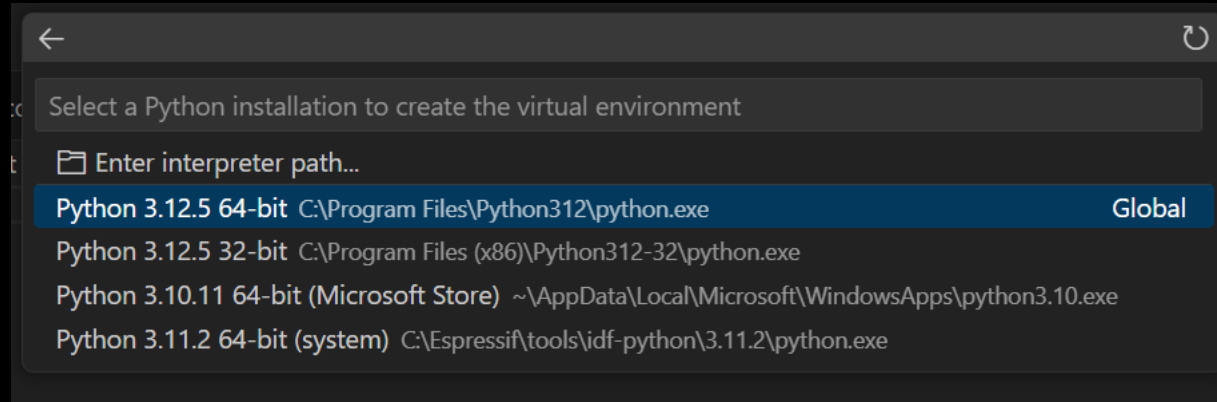 Select a Python installation to create the virtual environment
Enter interpreter path...
Python 3.12.5 64-bit C:\Program Files\Python312\python.exe Global
Python 3.12.5 32-bit C:\Program Files (x86)\Python312-32\python.exe
Python 3.10.11 64-bit (Microsoft Store) ~\AppData\Local\Microsoft\WindowsApps\python3.10.exe
Python 3.11.2 64-bit (system) C:\Espressif\tools\idf-python\3.11.2\python.exe